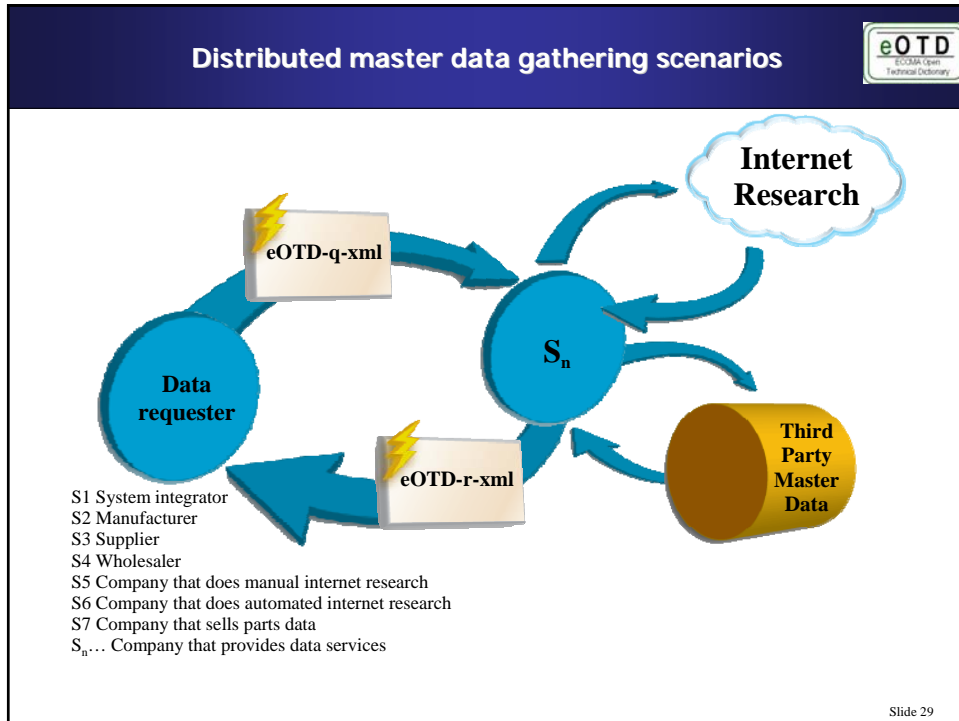 Distributed master data gathering scenarios
eOTD
ECCMA Open
Technical Dictionary
Internet
Research
eOTD-q-xml
Sn
Data
requester
Third
Party
Master
Data
eOTD-r-xml
S1 System integrator
S2 Manufacturer
S3 Supplier
S4 Wholesaler
S5 Company that does manual internet research
S6 Company that does automated internet research
S7 Company that sells parts data
Sn… Company that provides data services
Slide 29